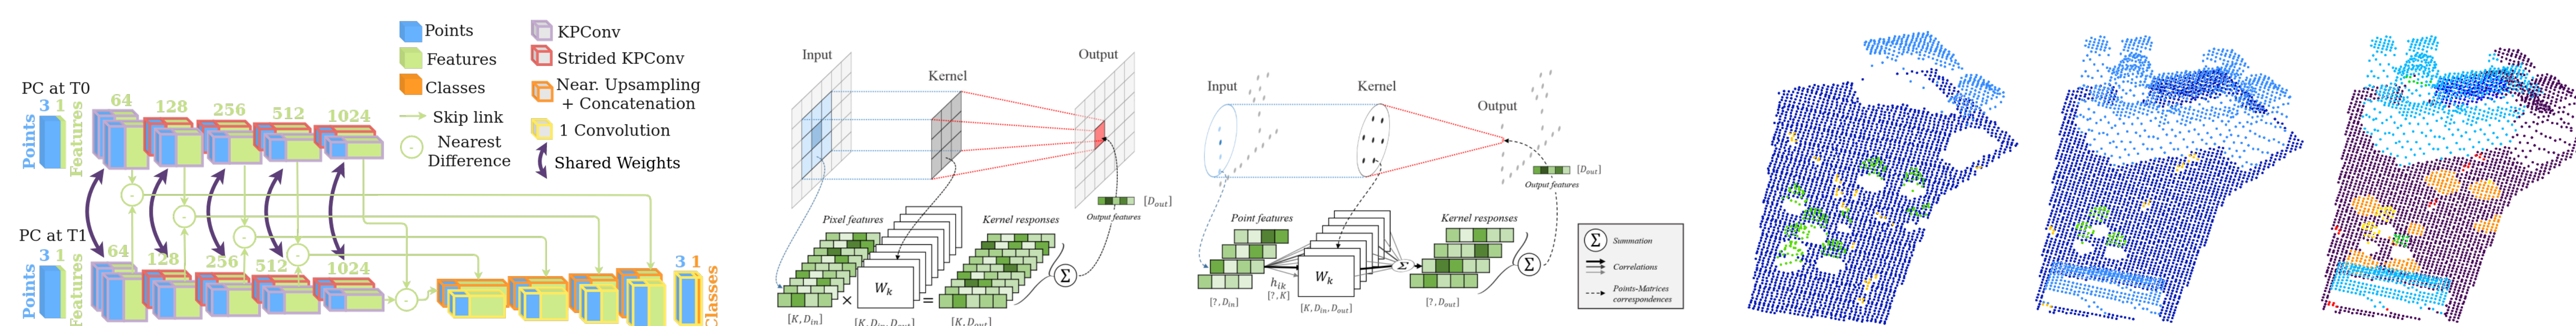 Points
Features
Classes
KPConv
Strided KPConv
Near. Upsampling
+ Concatenation
Skip link
Nearest
Difference
1 Convolution
Shared Weights
PC at T0
3 1
64
128
256
512
1024
Points
Features
-
-
-
-
-
PC at T1
3 1
64
128
256
512
1024
Points
Features
3 1
Classes
Input
Kernel
Output
Pixel features
Kernel responses
Output features
[D_out]
W_k
×
=
Σ
[K, D_in]
[K, D_in, D_out]
[K, D_out]
Input
Kernel
Output
[D_out]
Output features
Point features
Kernel responses
h_ik
[?, K]
W_k
Σ
Σ
[?, D_in]
[K, D_in, D_out]
[?, D_out]
Σ Summation
Correlations
Points-Matrices
correspondences